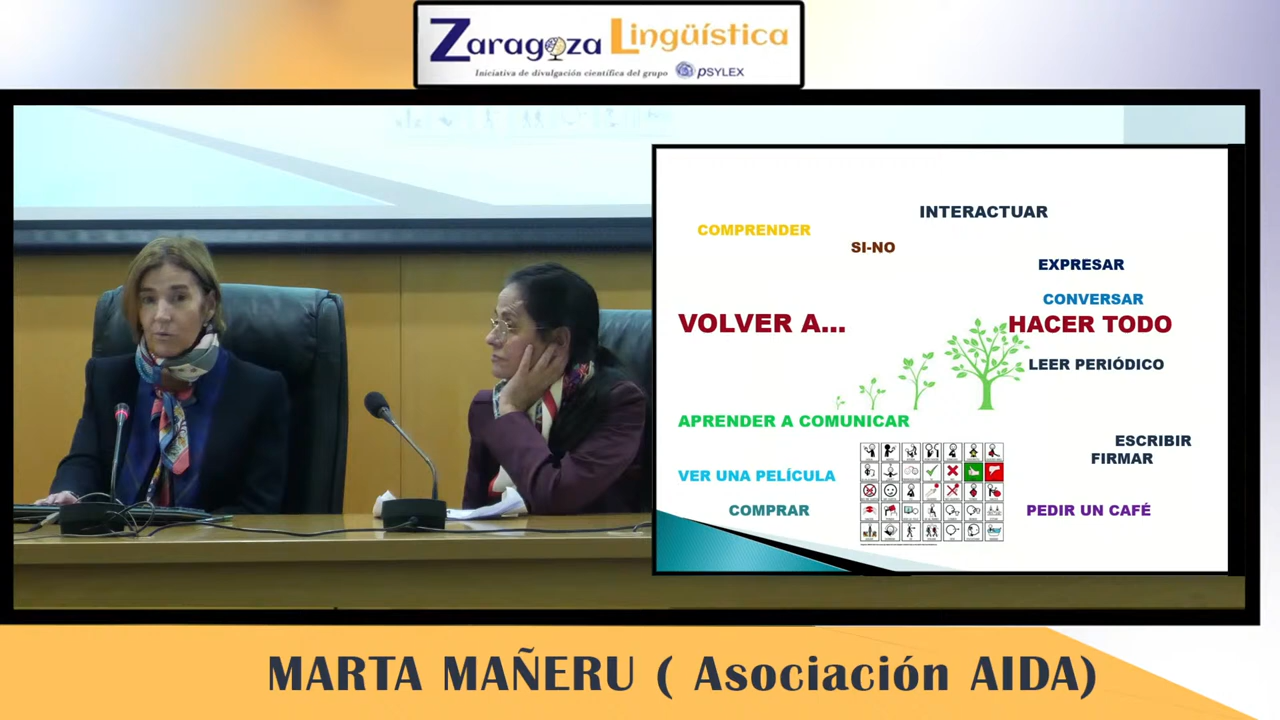 Zaragoza Lingüística
Iniciativa de divulgación científica del grupo PSYLEX
INTERACTUAR
COMPRENDER
SI-NO
EXPRESAR
CONVERSAR
VOLVER A...
HACER TODO
LEER PERIÓDICO
APRENDER A COMUNICAR
ESCRIBIR
FIRMAR
VER UNA PELÍCULA
COMPRAR
PEDIR UN CAFÉ
MARTA MAÑERU ( Asociación AIDA)